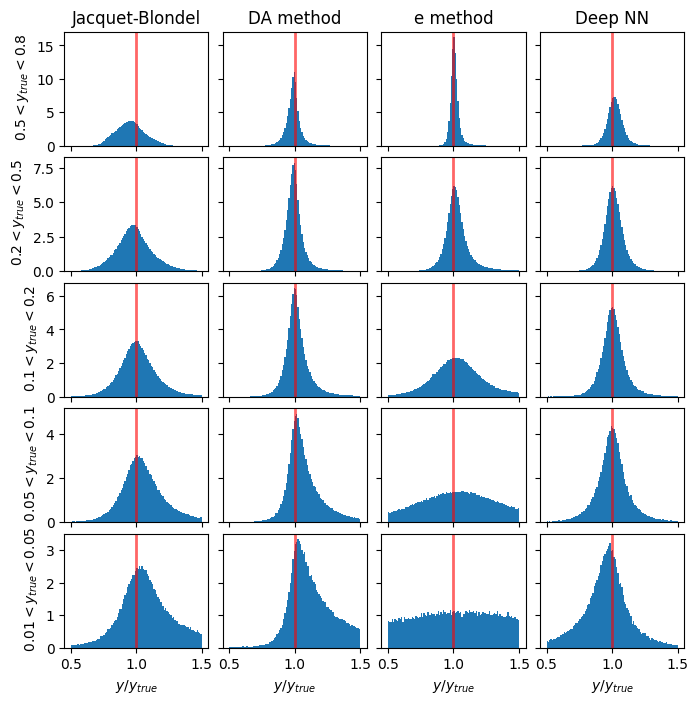 Jacquet-Blondel DA method e method Deep NN
0.5 < y_true < 0.8
15
10
5
0
0.2 < y_true < 0.5
7.5
5.0
2.5
0.0
0.1 < y_true < 0.2
6
4
2
0
0.05 < y_true < 0.1
4
2
0
0.01 < y_true < 0.05
3
2
1
0
0.5 1.0 1.5 0.5 1.0 1.5 0.5 1.0 1.5 0.5 1.0 1.5
y/y_true y/y_true y/y_true y/y_true